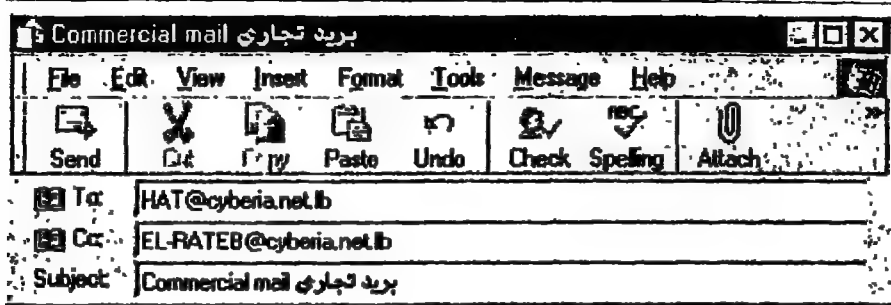 Commercial mail بريد تجاري
File Edit View Insert Format Tools Message Help
Send Cut Copy Paste Undo Check Spelling Attach
To: HAT@cyberia.net.lb
Cc: EL-RATEB@cyberia.net.lb
Subject: Commercial mail بريد تجاري